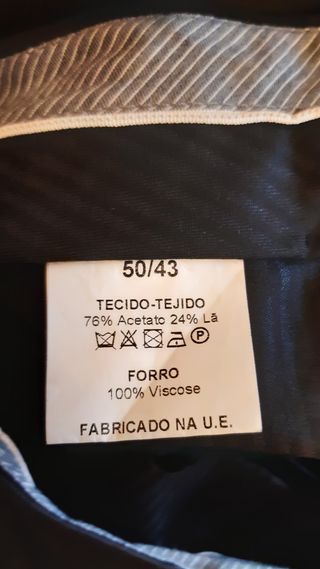 50/43
TECIDO-TEJIDO
76% Acetato 24% Lã
P
FORRO
100% Viscose
FABRICADO NA U.E.